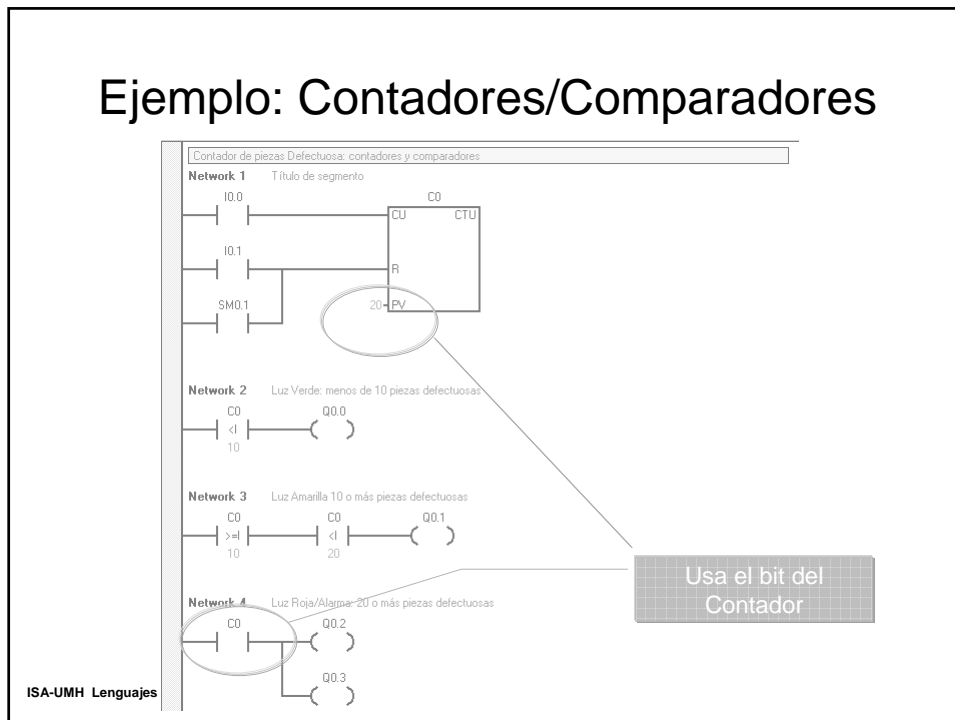 Ejemplo: Contadores/Comparadores
Contador de piezas Defectuosa: contadores y comparadores
Network 1 Título de segmento
I0.0 C0
CU CTU
I0.1
R
SM0.1
20 PV
Network 2 Luz Verde: menos de 10 piezas defectuosas
C0 Q0.0
<I
10
Network 3 Luz Amarilla 10 o más piezas defectuosas
C0 C0 Q0.1
>=I <I
10 20
Usa el bit del
Contador
Network 4 Luz Roja/Alarma: 20 o más piezas defectuosas
C0 Q0.2
Q0.3
ISA-UMH Lenguajes